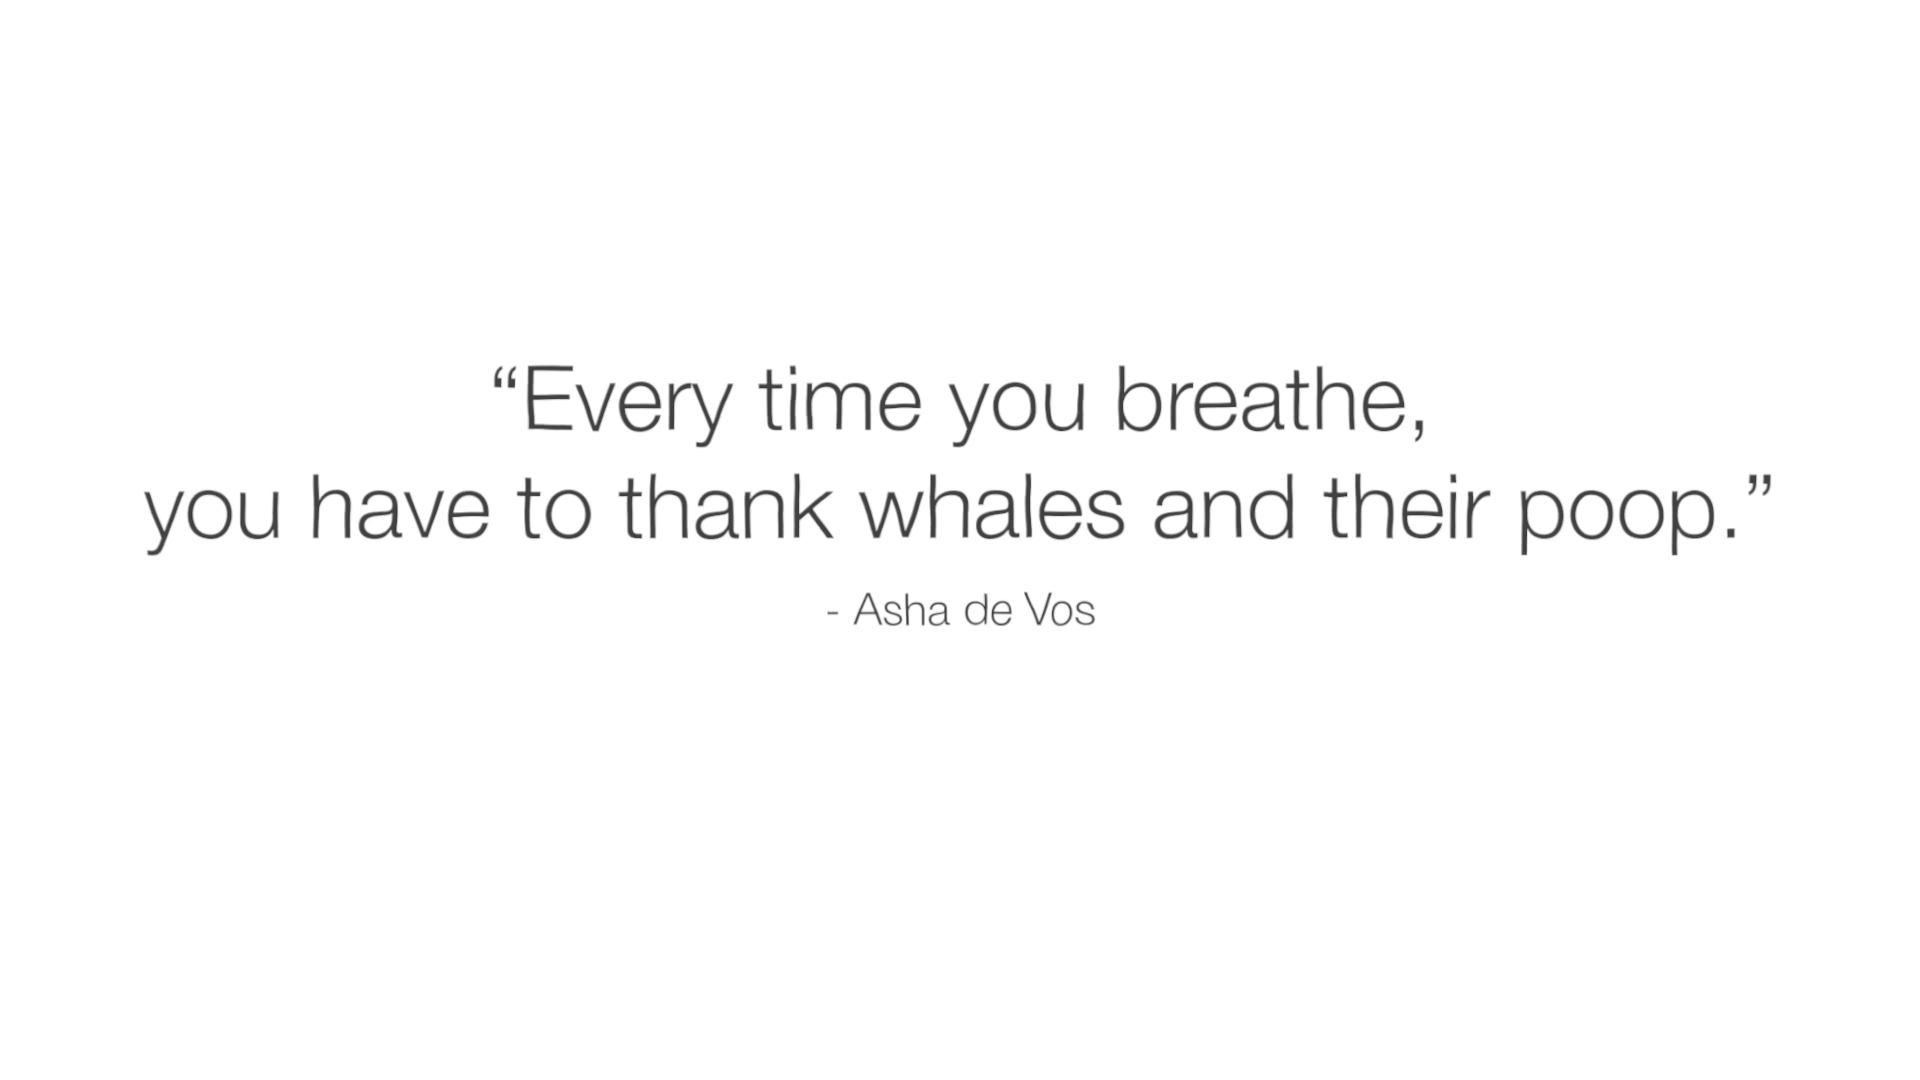 “Every time you breathe,
you have to thank whales and their poop.”
- Asha de Vos